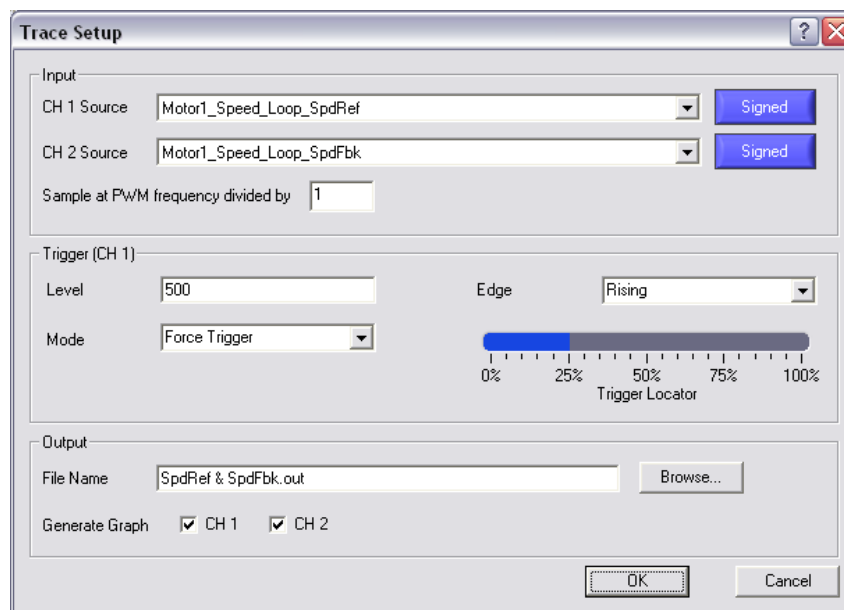 Trace Setup
?
Input
CH 1 Source Motor1_Speed_Loop_SpdRef Signed
CH 2 Source Motor1_Speed_Loop_SpdFbk Signed
Sample at PWM frequency divided by 1
Trigger (CH 1)
Level 500 Edge Rising
Mode Force Trigger
0% 25% 50% 75% 100%
Trigger Locator
Output
File Name SpdRef & SpdFbk.out Browse...
Generate Graph CH 1 CH 2
OK Cancel